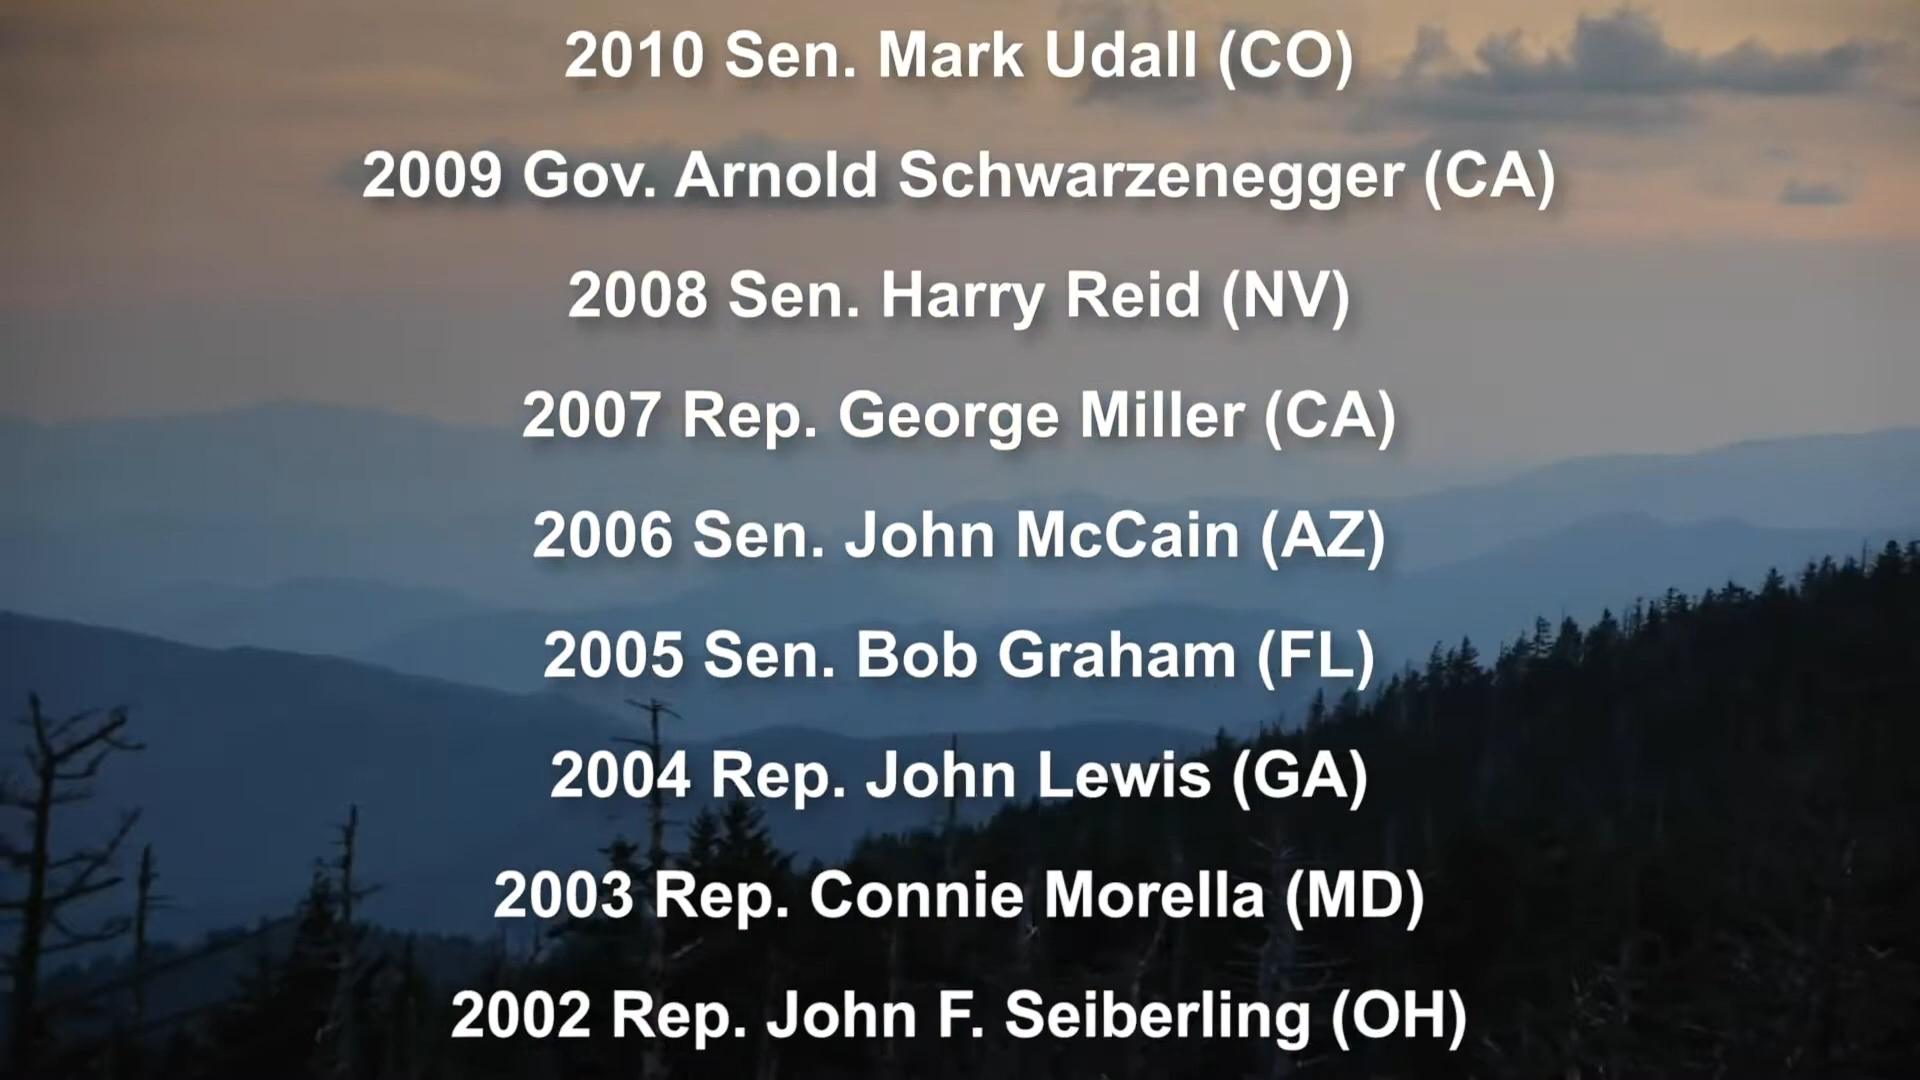 2010 Sen. Mark Udall (CO)
2009 Gov. Arnold Schwarzenegger (CA)
2008 Sen. Harry Reid (NV)
2007 Rep. George Miller (CA)
2006 Sen. John McCain (AZ)
2005 Sen. Bob Graham (FL)
2004 Rep. John Lewis (GA)
2003 Rep. Connie Morella (MD)
2002 Rep. John F. Seiberling (OH)